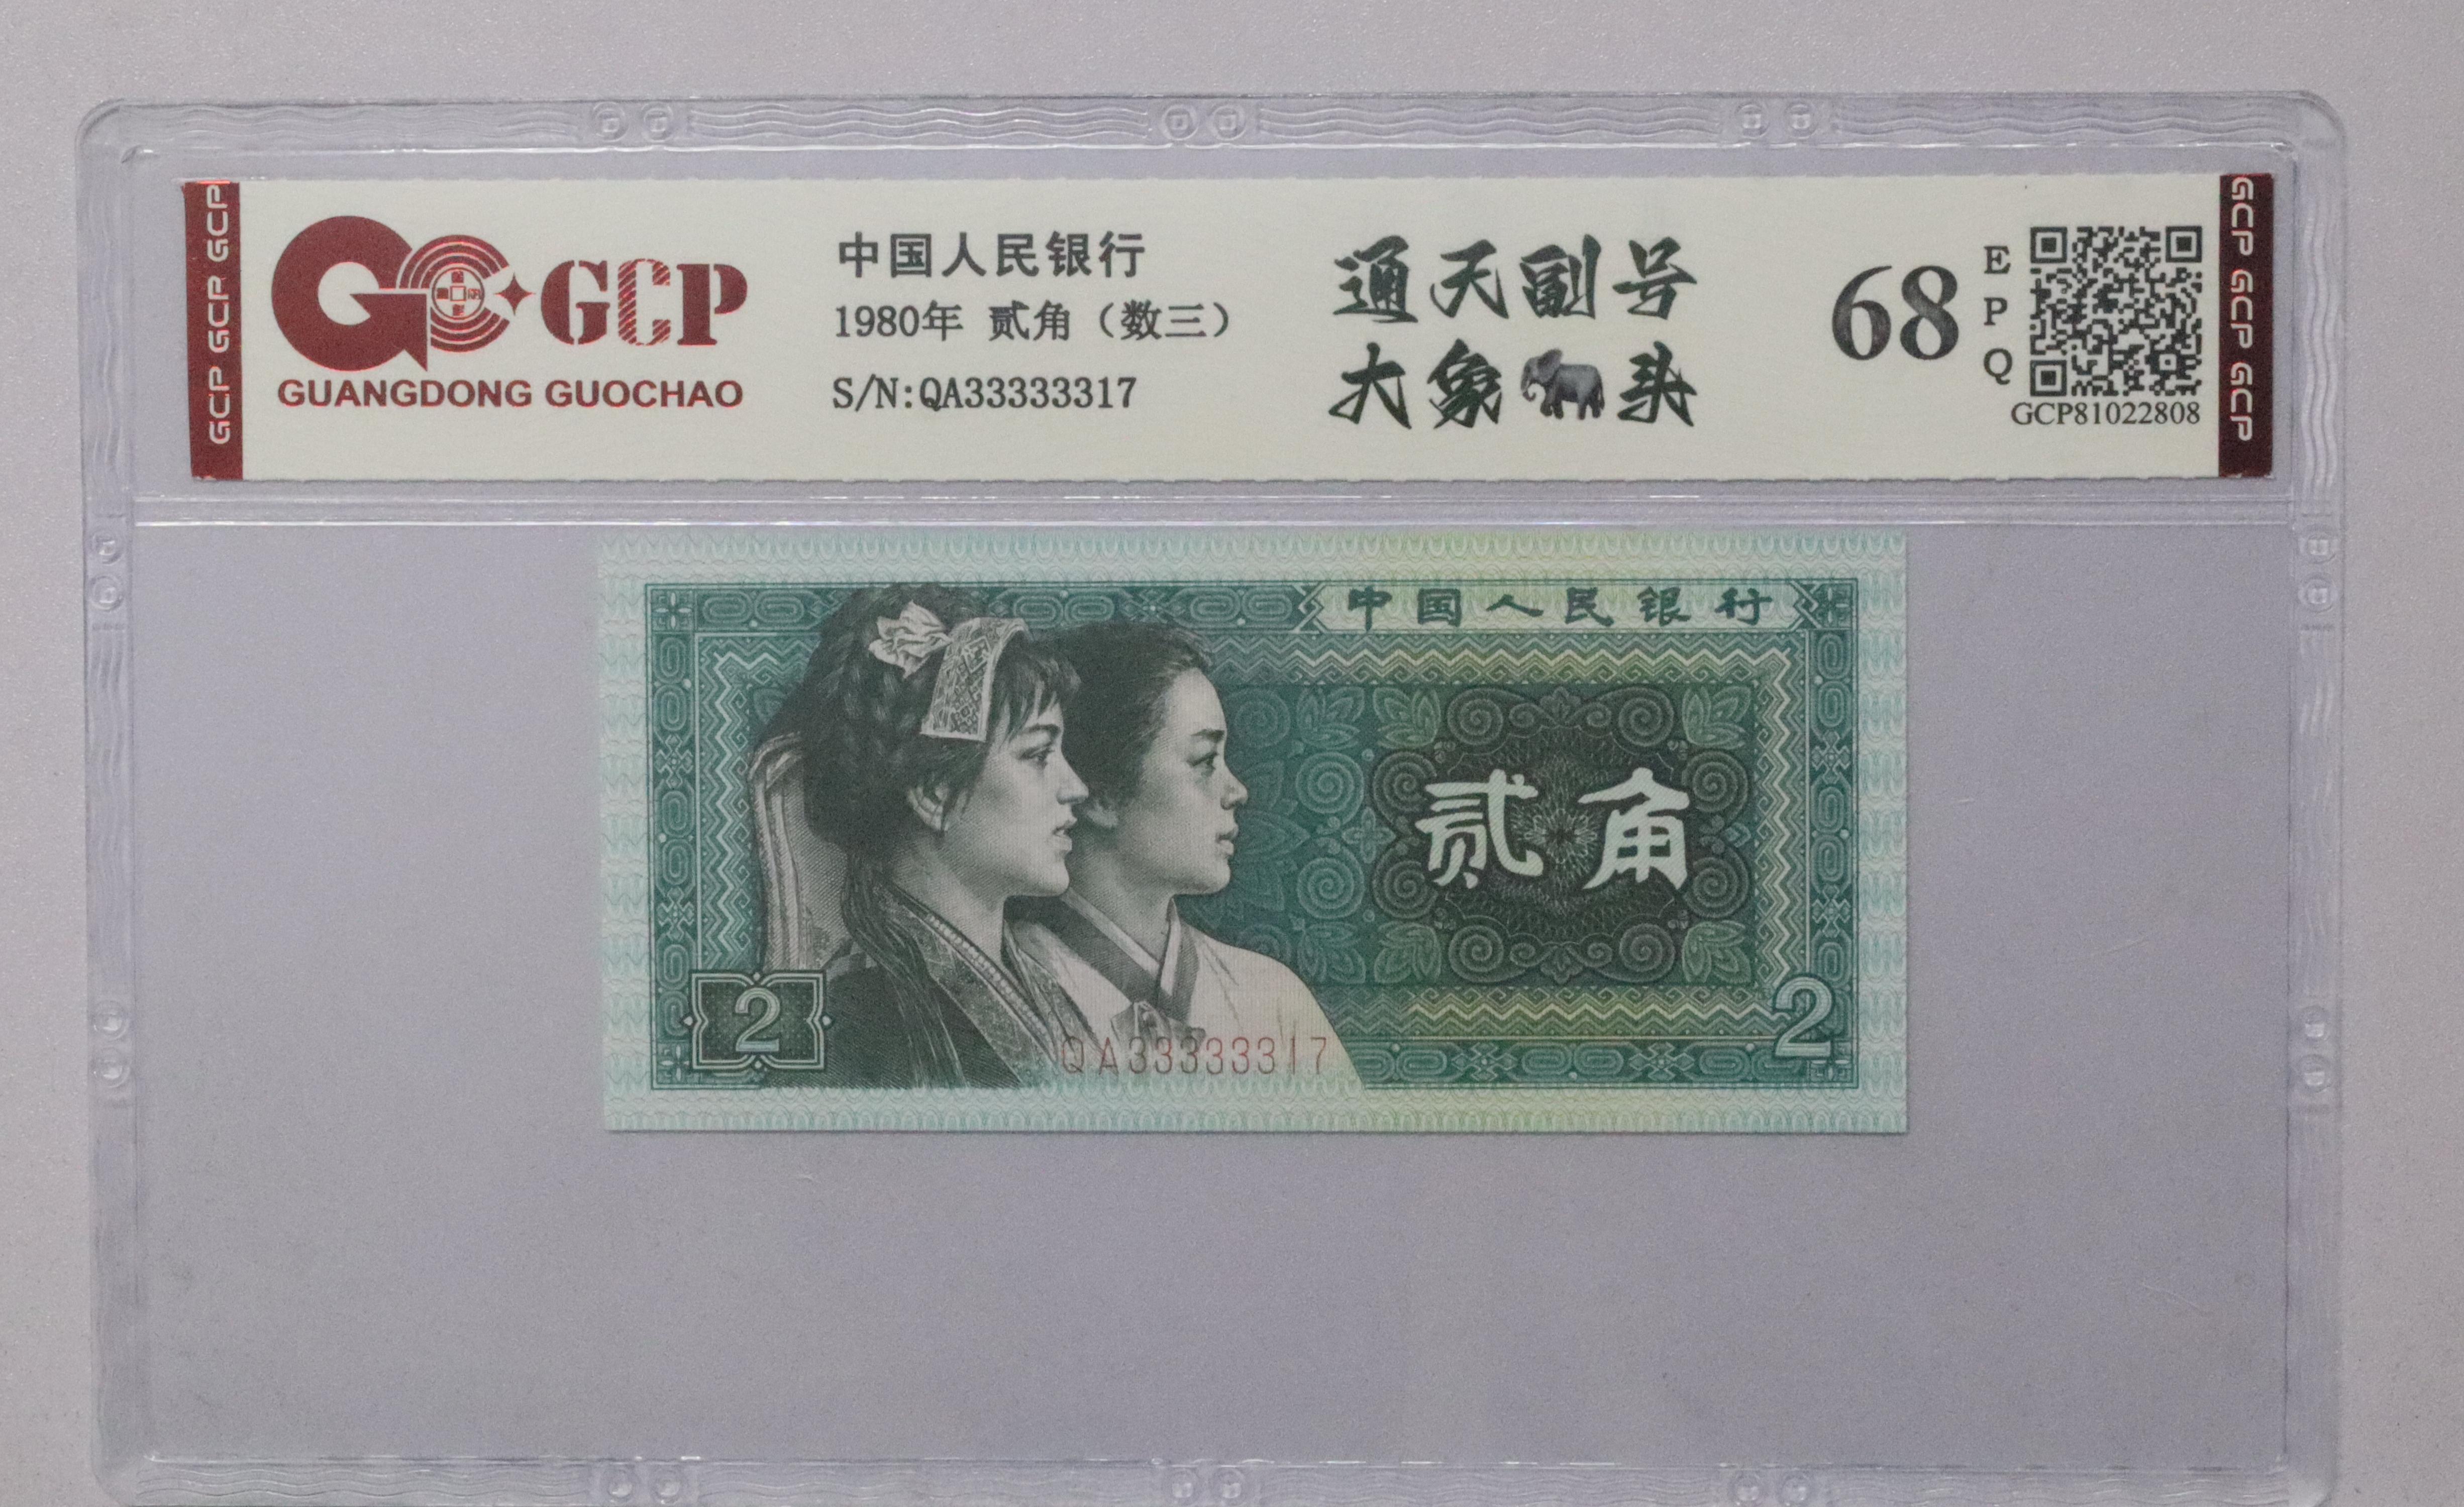 GCP GCP GCP
GCP
GUANGDONG GUOCHAO
中国人民银行
1980年 贰角（数三）
S/N:QA33333317
通天副号
大象头
68
EPQ
GCP81022808
GCP GCP GCP
中国人民银行
贰角
2
QA33333317
2